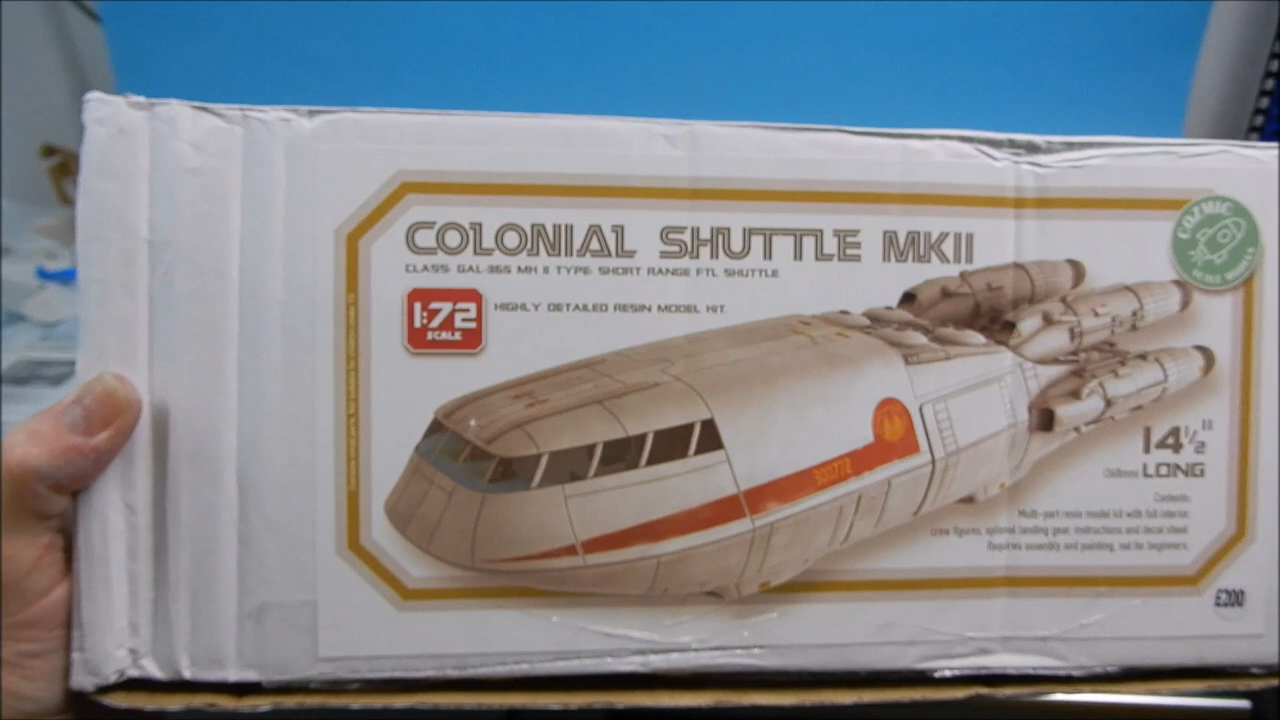 COLONIAL SHUTTLE MKII
CLASS: GAL-365 MK II TYPE SHORT RANGE FTL SHUTTLE
1:72
SCALE
HIGHLY DETAILED RESIN MODEL KIT
COZMIC
14½"
LONG
Contents:
Multi-part resin model kit with full interior,
crew figures, optional landing gear, instructions and decal sheet.
Requires assembly and painting, not for beginners.
£200